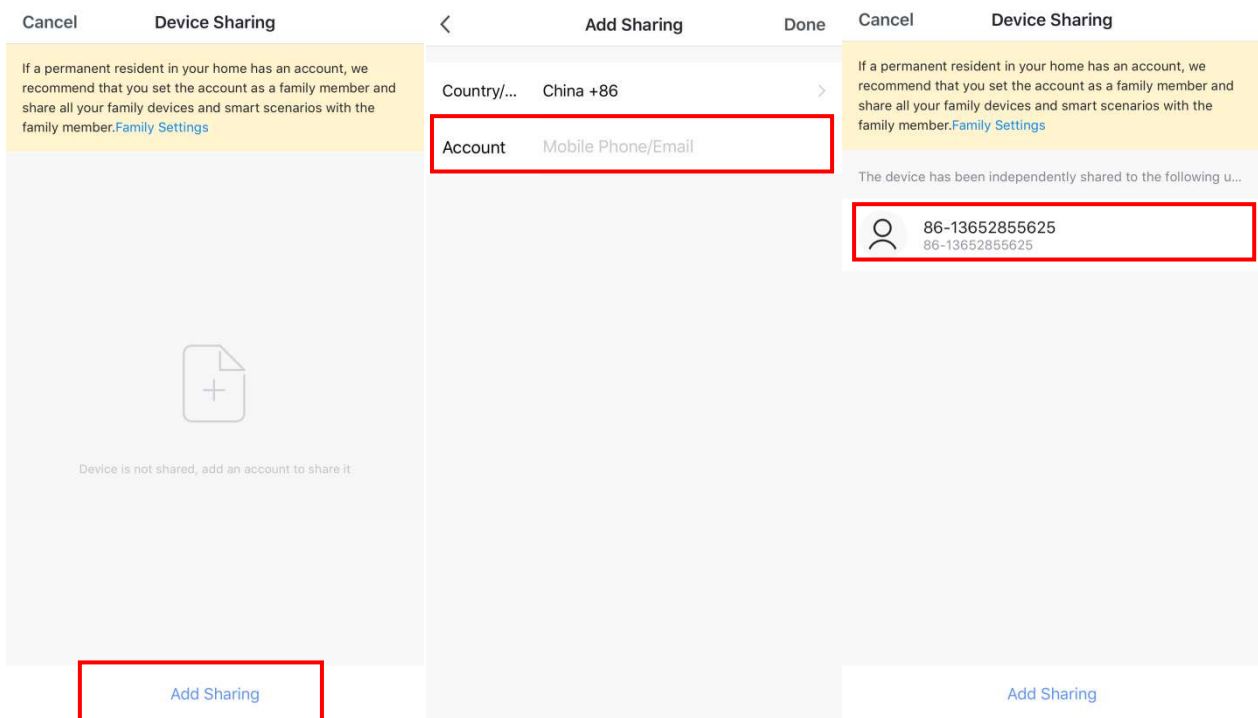 Cancel Device Sharing
If a permanent resident in your home has an account, we
recommend that you set the account as a family member and
share all your family devices and smart scenarios with the
family member.Family Settings
Device is not shared, add an account to share it
Add Sharing
Add Sharing Done
Country/... China +86
Account Mobile Phone/Email
Cancel Device Sharing
If a permanent resident in your home has an account, we
recommend that you set the account as a family member and
share all your family devices and smart scenarios with the
family member.Family Settings
The device has been independently shared to the following u...
86-13652855625
86-13652855625
Add Sharing